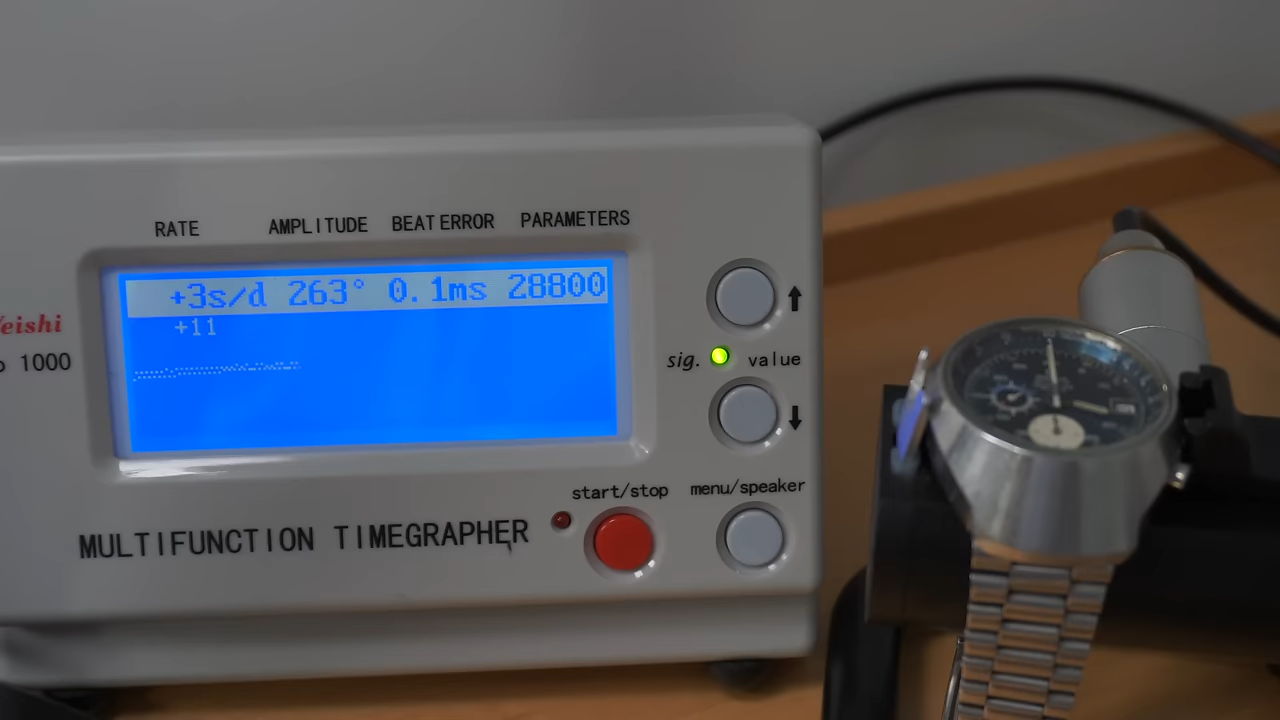 RATE AMPLITUDE BEAT ERROR PARAMETERS
+3s/d 263° 0.1ms 28800
+11
eishi
1000
sig. value
start/stop menu/speaker
MULTIFUNCTION TIMEGRAPHER